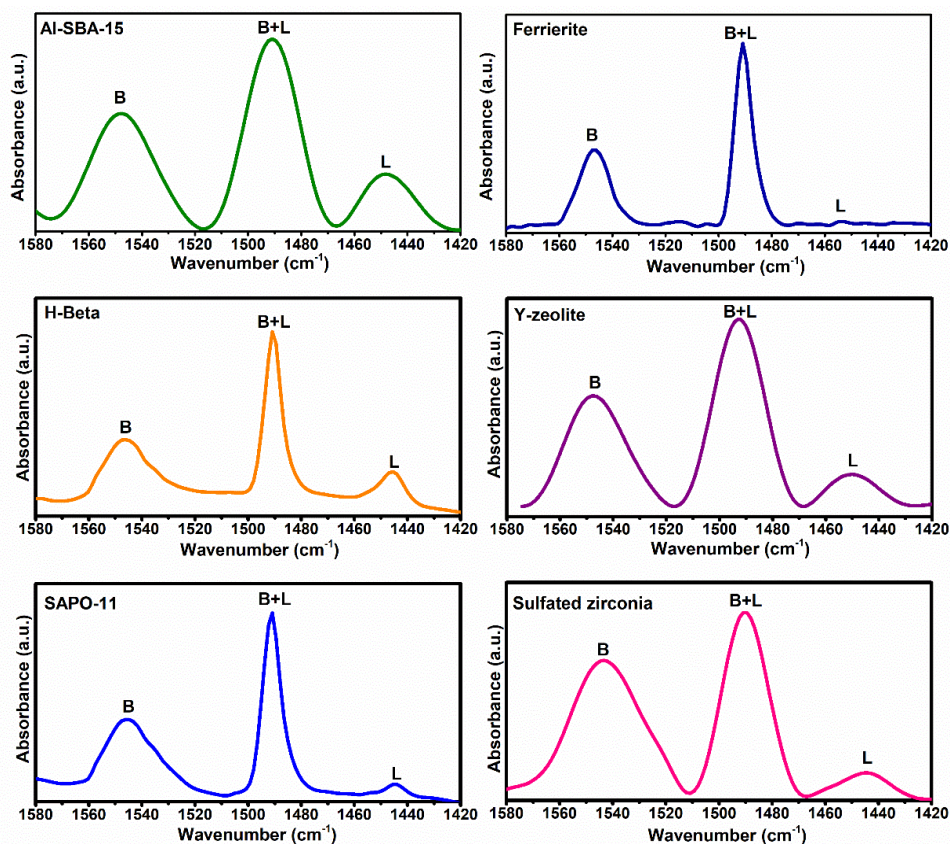 Al-SBA-15
B
B+L
L
Absorbance (a.u.)
1580 1560 1540 1520 1500 1480 1460 1440 1420
Wavenumber (cm⁻¹)
Ferrierite
B
B+L
L
Absorbance (a.u.)
1580 1560 1540 1520 1500 1480 1460 1440 1420
Wavenumber (cm⁻¹)
H-Beta
B
B+L
L
Absorbance (a.u.)
1580 1560 1540 1520 1500 1480 1460 1440 1420
Wavenumber (cm⁻¹)
Y-zeolite
B
B+L
L
Absorbance (a.u.)
1580 1560 1540 1520 1500 1480 1460 1440 1420
Wavenumber (cm⁻¹)
SAPO-11
B
B+L
L
Absorbance (a.u.)
1580 1560 1540 1520 1500 1480 1460 1440 1420
Wavenumber (cm⁻¹)
Sulfated zirconia
B
B+L
L
Absorbance (a.u.)
1580 1560 1540 1520 1500 1480 1460 1440 1420
Wavenumber (cm⁻¹)